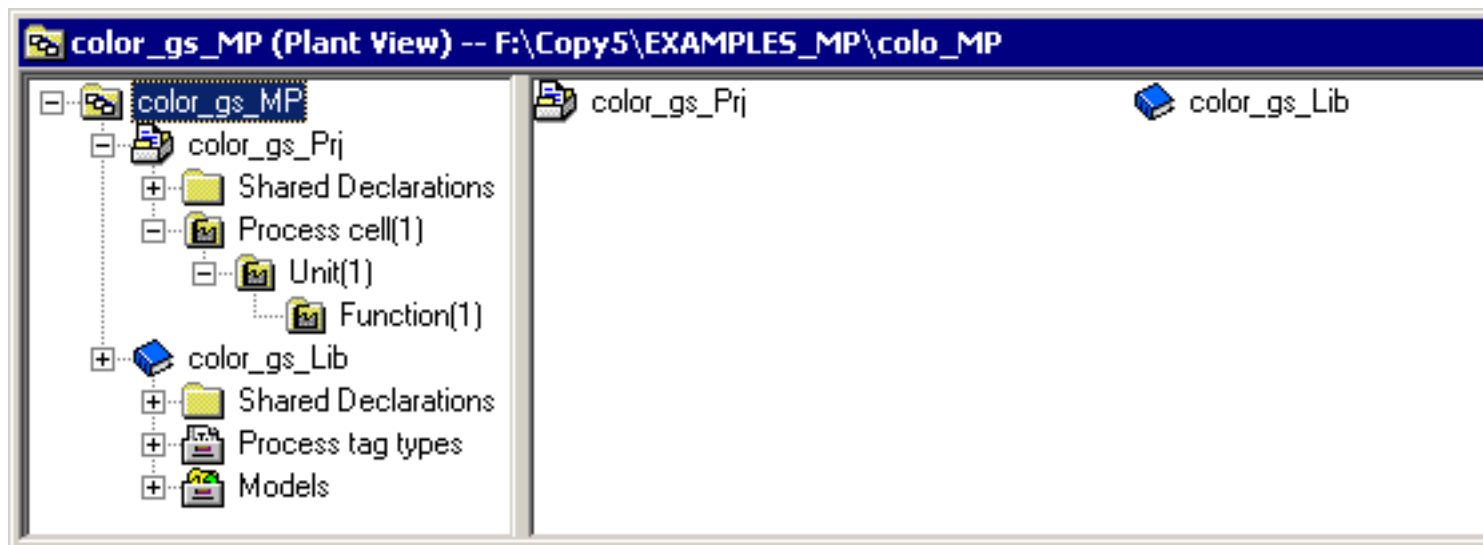 color_gs_MP (Plant View) -- F:\Copy5\EXAMPLES_MP\colo_MP
color_gs_MP
color_gs_Prj
Shared Declarations
Process cell(1)
Unit(1)
Function(1)
color_gs_Lib
Shared Declarations
Process tag types
Models
color_gs_Prj
color_gs_Lib